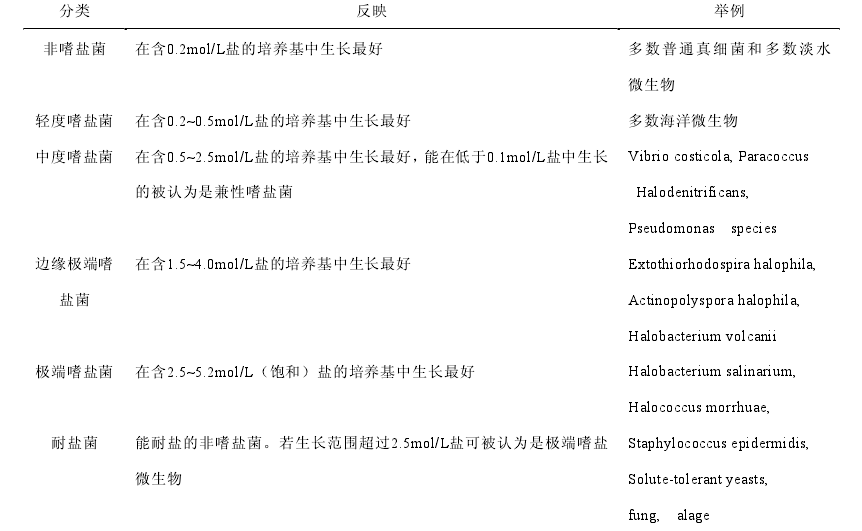 分类 反映 举例
非嗜盐菌 在含0.2mol/L盐的培养基中生长最好 多数普通真细菌和多数淡水
微生物
轻度嗜盐菌 在含0.2~0.5mol/L盐的培养基中生长最好 多数海洋微生物
中度嗜盐菌 在含0.5~2.5mol/L盐的培养基中生长最好，能在低于0.1mol/L盐中生长 Vibrio costicola, Paracoccus
的被认为是兼性嗜盐菌 Halodenitrificans,
Pseudomonas species
边缘极端嗜 在含1.5~4.0mol/L盐的培养基中生长最好 Extothiorhodospira halophila,
盐菌 Actinopolyspora halophila,
Halobacterium volcanii
极端嗜盐菌 在含2.5~5.2mol/L（饱和）盐的培养基中生长最好 Halobacterium salinarium,
Halococcus morrhuae,
耐盐菌 能耐盐的非嗜盐菌。若生长范围超过2.5mol/L盐可被认为是极端嗜盐 Staphylococcus epidermidis,
微生物 Solute-tolerant yeasts,
fung, alage